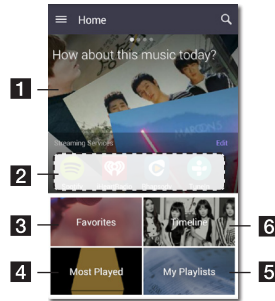 Home
How about this music today?
1
Streaming Services
Edit
2
3
Favorites
Timeline
6
4
Most Played
My Playlists
5